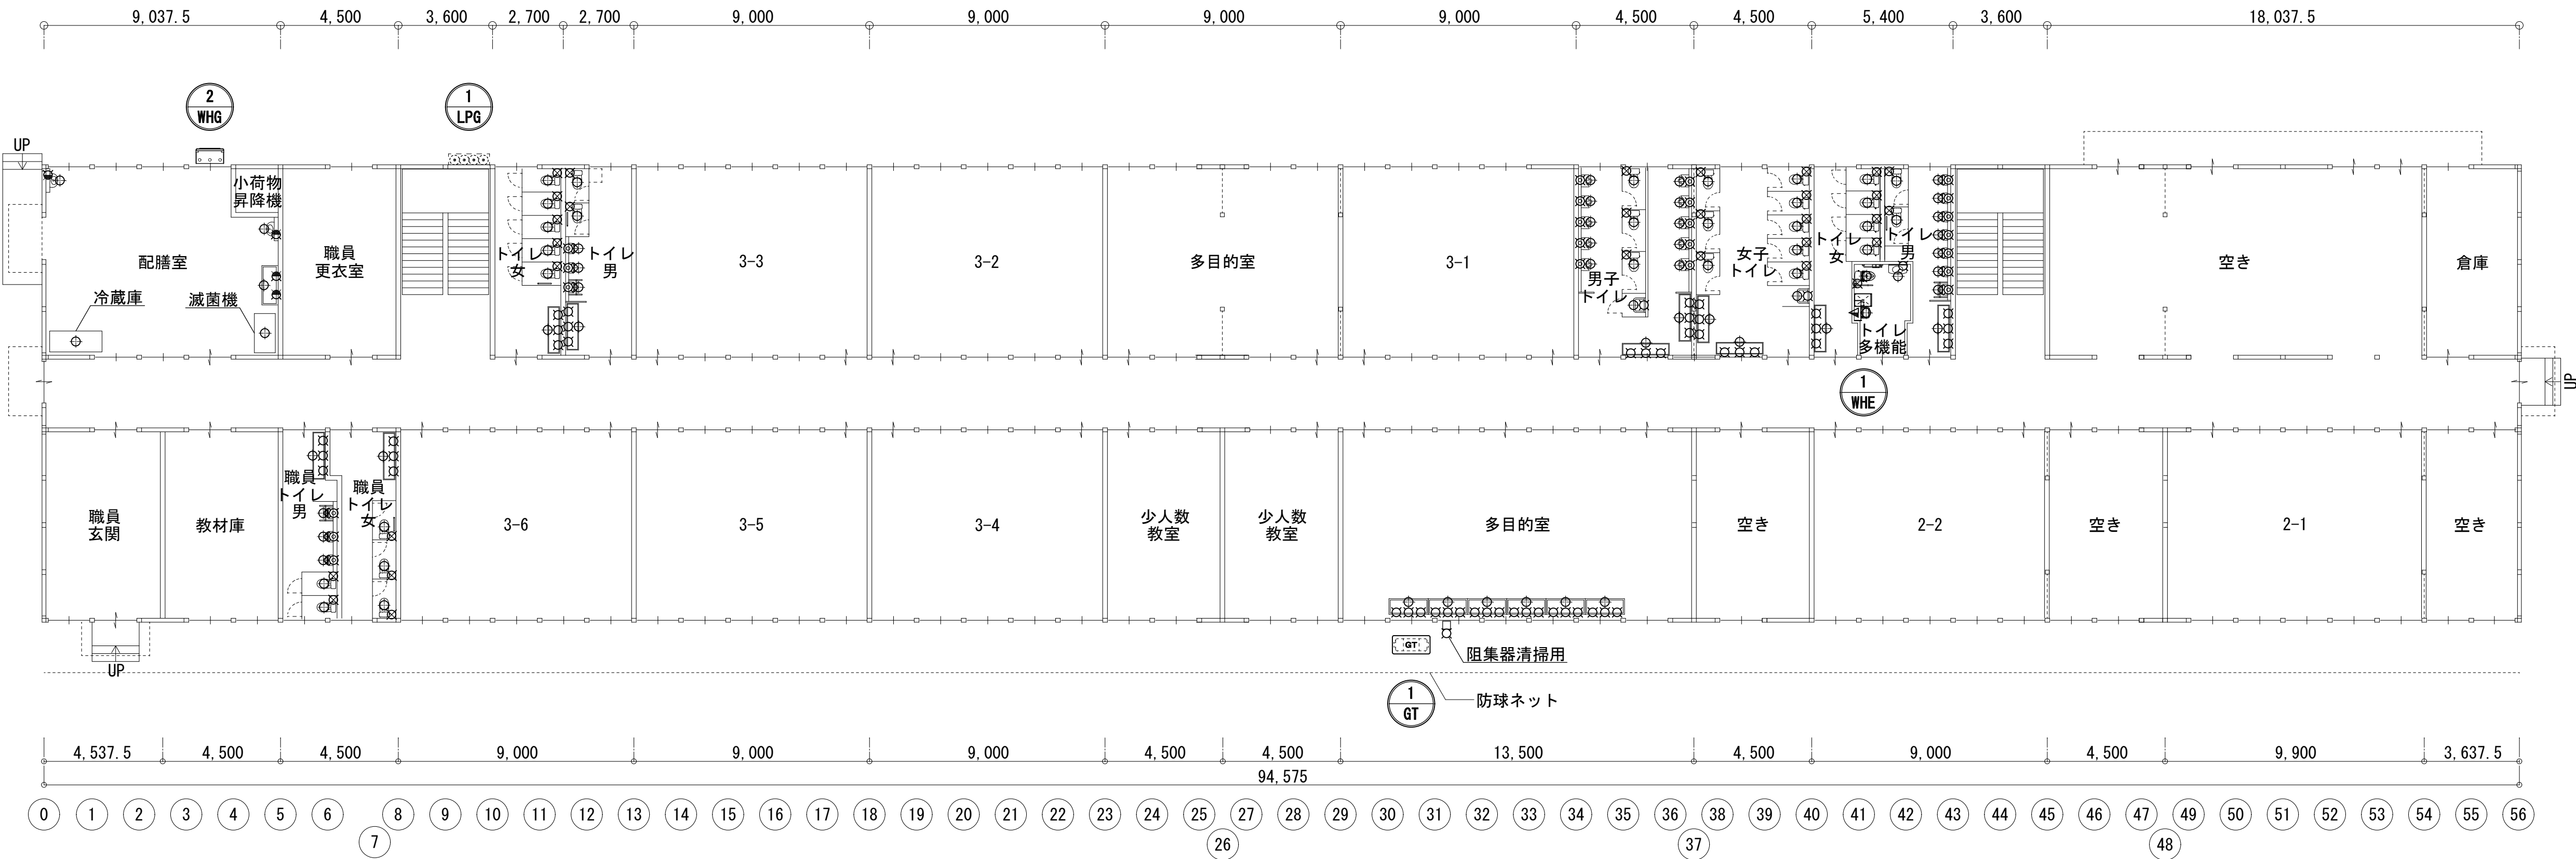 9,037.5 4,500 3,600 2,700 2,700 9,000 9,000 9,000 9,000 4,500 4,500 5,400 3,600 18,037.5
2
WHG
1
LPG
UP
小荷物
昇降機
配膳室
冷蔵庫
滅菌機
職員
更衣室
トイレ
女
トイレ
男
3-3
3-2
多目的室
3-1
男子
トイレ
女子
トイレ
トイレ
女
トイレ
男
トイレ
多機能
空き
倉庫
1
WHE
UP
職員
玄関
教材庫
職員
トイレ
男
職員
トイレ
女
3-6
3-5
3-4
少人数
教室
少人数
教室
多目的室
空き
2-2
空き
2-1
空き
UP
GT
阻集器清掃用
1
GT
防球ネット
4,537.5 4,500 4,500 9,000 9,000 9,000 4,500 4,500 13,500 4,500 9,000 4,500 9,900 3,637.5
94,575
0 1 2 3 4 5 6 8 9 10 11 12 13 14 15 16 17 18 19 20 21 22 23 24 25 27 28 29 30 31 32 33 34 35 36 38 39 40 41 42 43 44 45 46 47 49 50 51 52 53 54 55 56
7 26 37 48